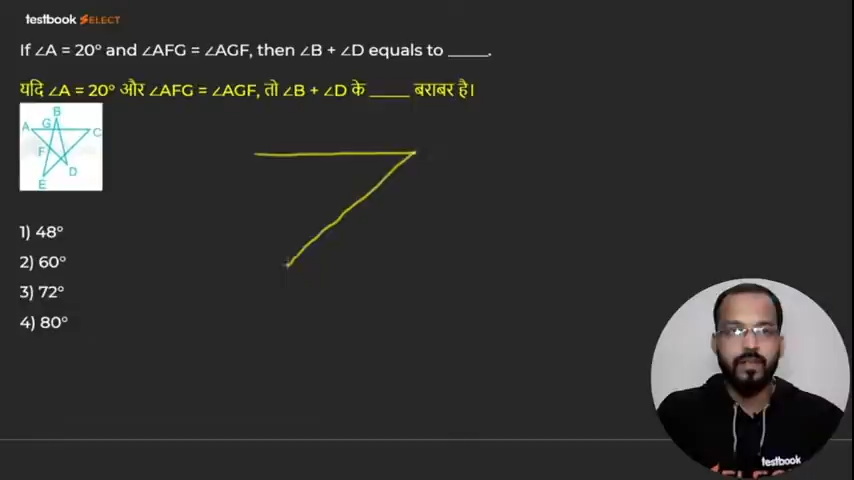 testbook SELECT
If ∠A = 20° and ∠AFG = ∠AGF, then ∠B + ∠D equals to _____.
यदि ∠A = 20° और ∠AFG = ∠AGF, तो ∠B + ∠D के ____ बराबर है।
B
A G C
F
D
E
1) 48°
2) 60°
3) 72°
4) 80°
testbook